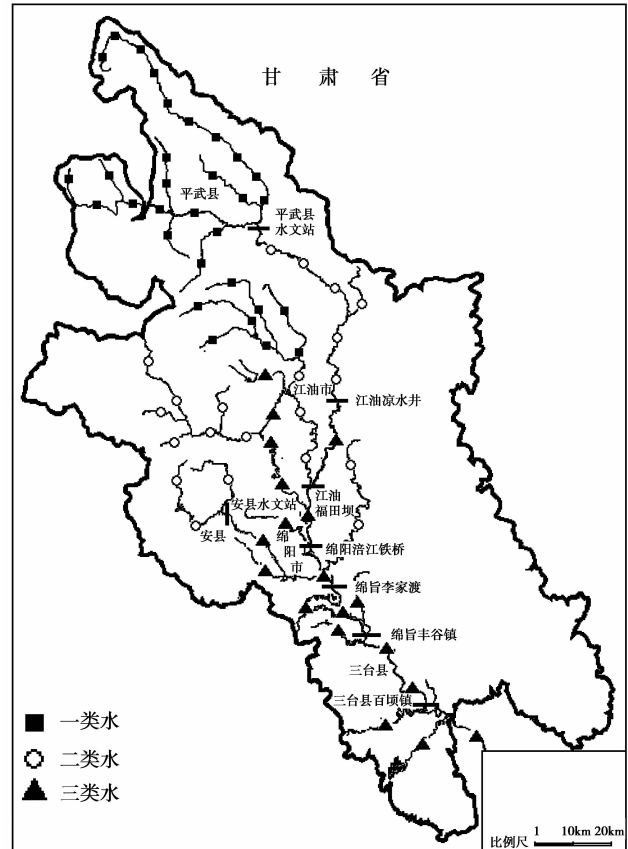 甘肃省
平武县
平武县
水文站
江油市
江油凉水井
江油
福田坝
安县水文站
安县
绵
阳
市
绵阳涪江铁桥
绵旨李家渡
绵旨丰谷镇
三台县
三台县百顷镇
一类水
二类水
三类水
比例尺 1 10km 20km